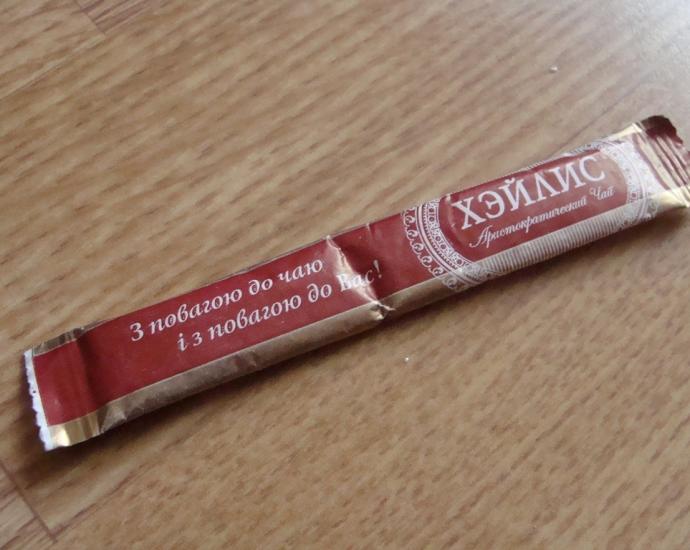 З повагою до чаю
і з повагою до Вас!
ХЭЙЛИС
Аристократический Чай